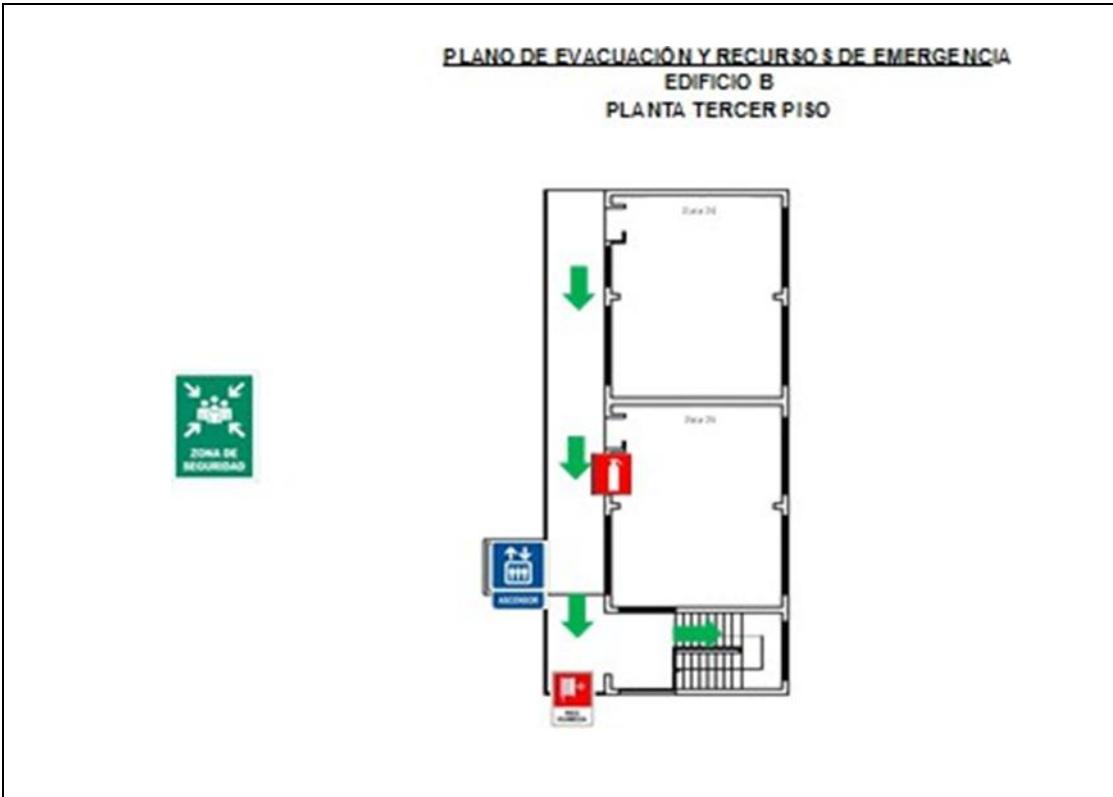 PLANO DE EVACUACIÓN Y RECURSOS DE EMERGENCIA
EDIFICIO B
PLANTA TERCER PISO
ZONA DE
SEGURIDAD
ASCENSOR